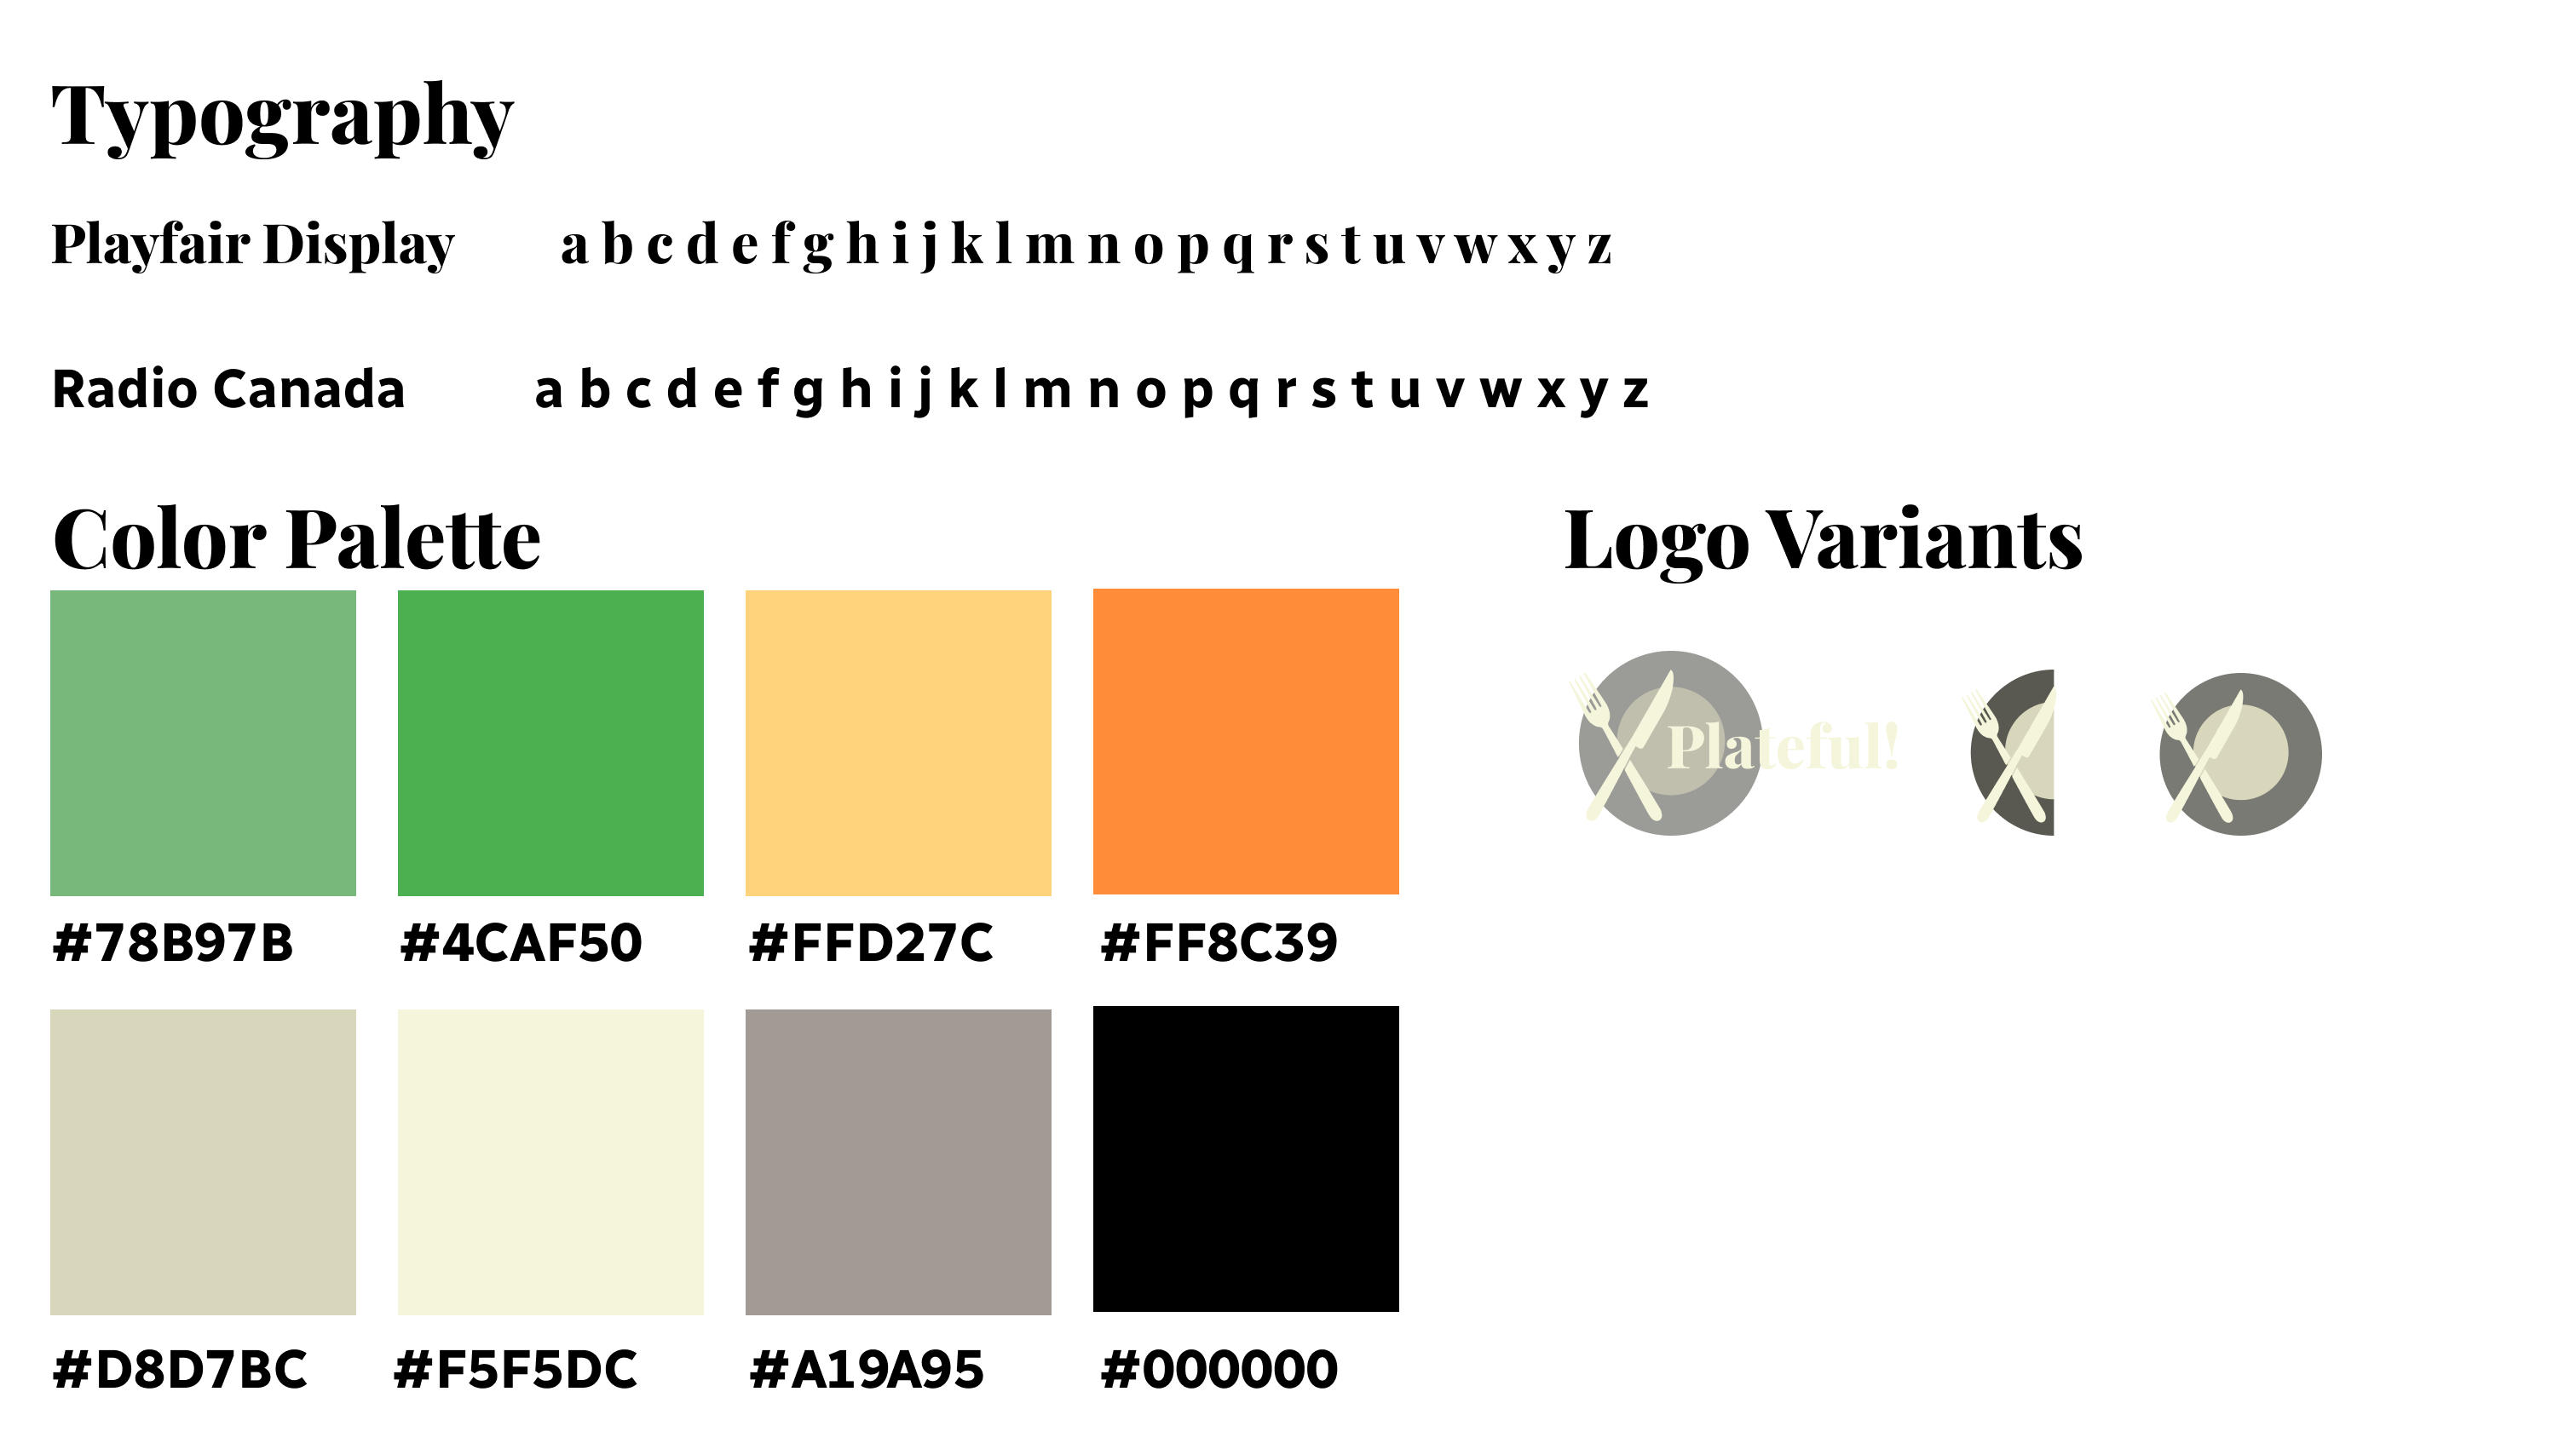 Typography
Playfair Display a b c d e f g h i j k l m n o p q r s t u v w x y z
Radio Canada a b c d e f g h i j k l m n o p q r s t u v w x y z
Color Palette
Logo Variants
Plateful!
#78B97B #4CAF50 #FFD27C #FF8C39
#D8D7BC #F5F5DC #A19A95 #000000